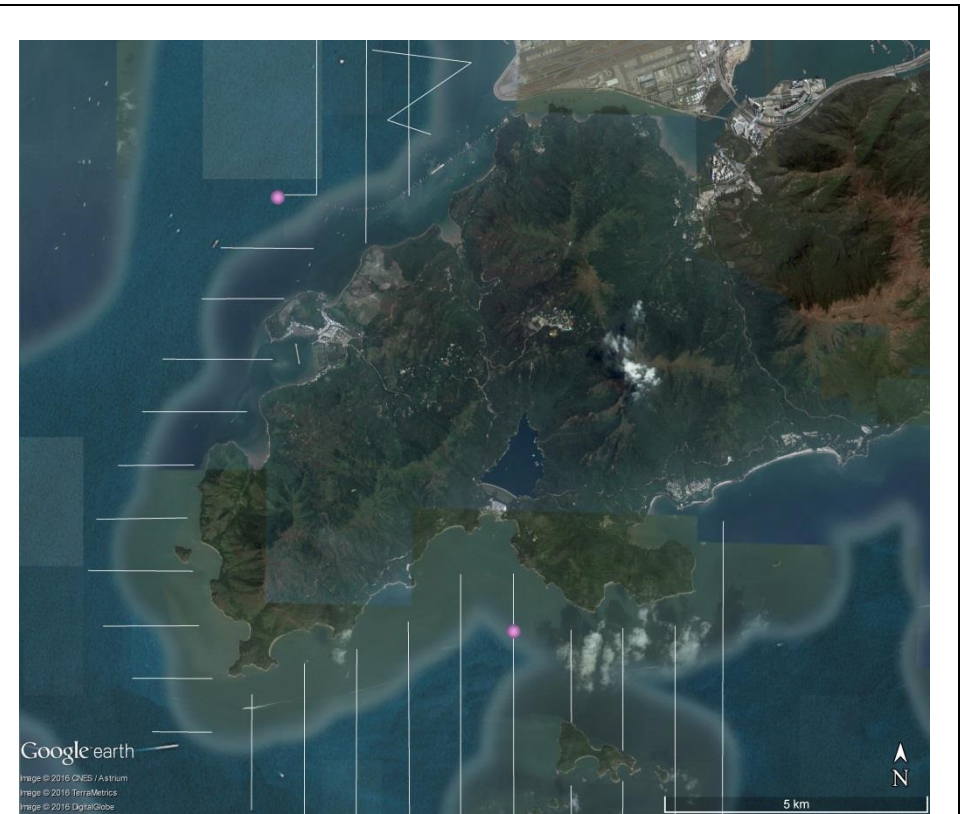 Google earth
Image © 2016 CNES / Astrium
Image © 2016 TerraMetrics
Image © 2016 DigitalGlobe
N
5 km